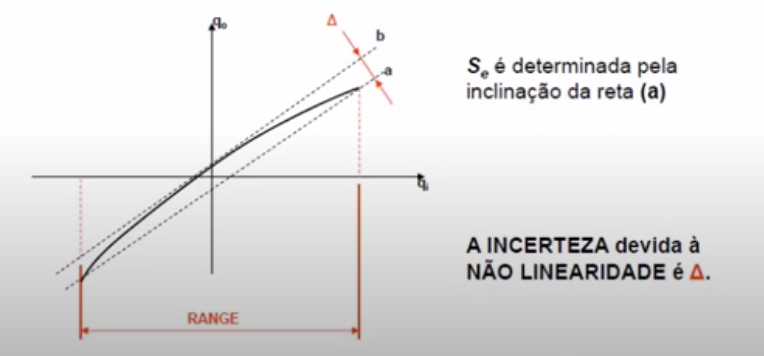 qₒ
Δ
b
a
Sₑ é determinada pela
inclinação da reta (a)
qᵢ
A INCERTEZA devida à
NÃO LINEARIDADE é Δ.
RANGE